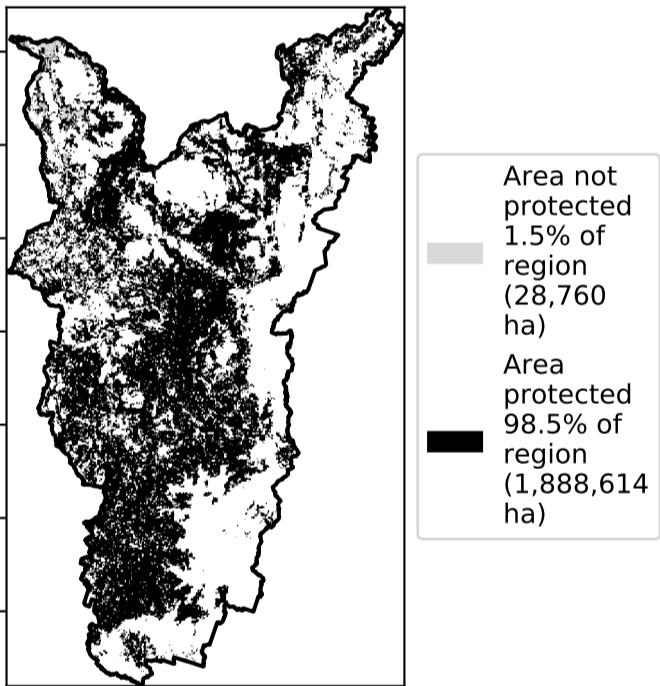 Area not
protected
1.5% of
region
(28,760
ha)
Area
protected
98.5% of
region
(1,888,614
ha)